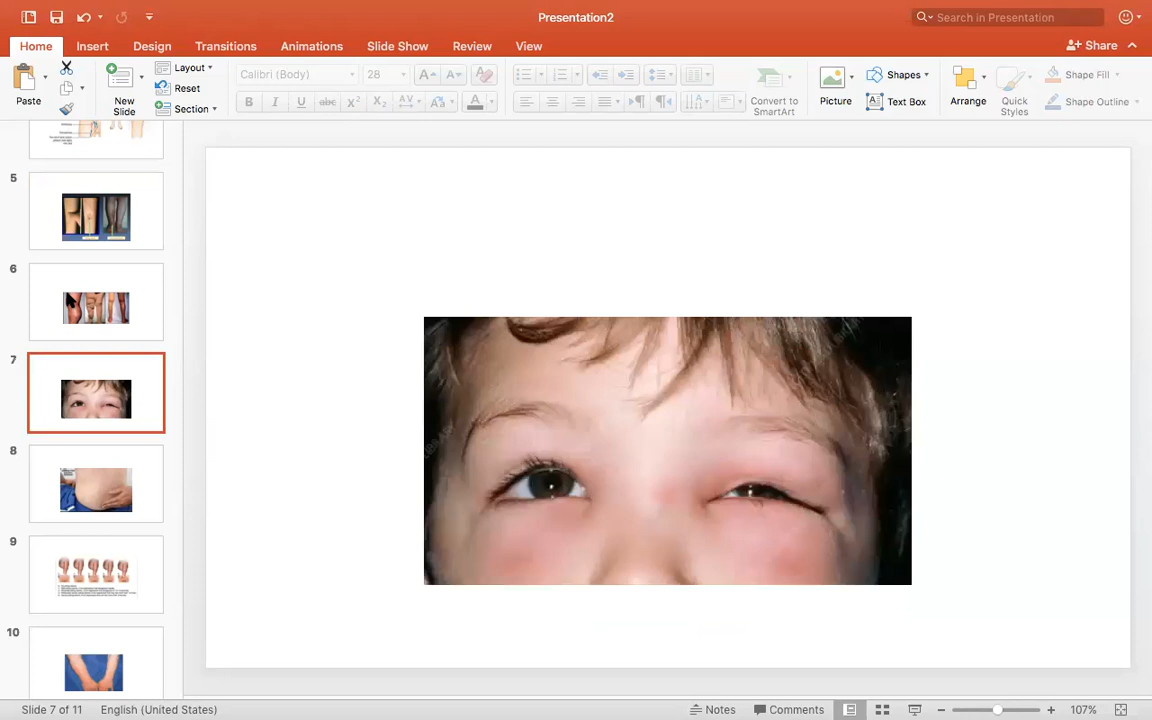 Presentation2
Search in Presentation
Home
Insert
Design
Transitions
Animations
Slide Show
Review
View
Share
Paste
New
Slide
Layout
Reset
Section
Calibri (Body)
28
Convert to
SmartArt
Picture
Shapes
Text Box
Arrange
Quick
Styles
Shape Fill
Shape Outline
5
6
7
8
9
10
Slide 7 of 11
English (United States)
Notes
Comments
107%